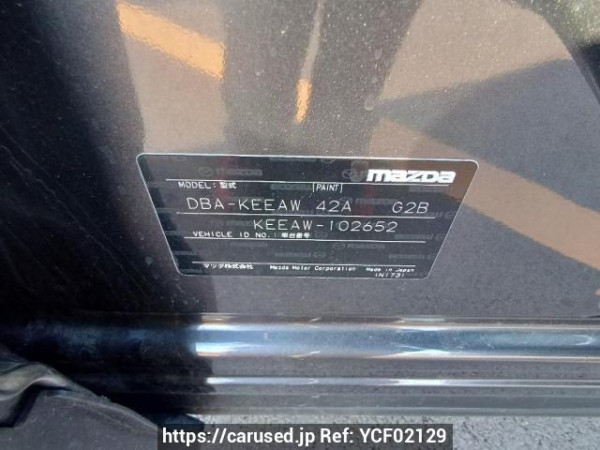 mazda
MODEL: 型式 PAINT
DBA-KEEAW 42A G2B
KEEAW-102652
VEHICLE ID NO. 車台番号
マツダ株式会社 Mazda Motor Corporation Made in Japan
(N173)
https://carused.jp Ref: YCF02129